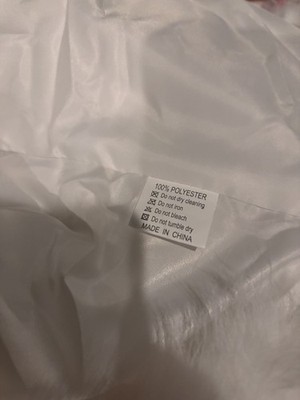 100% POLYESTER
Do not dry cleaning
Do not iron
Do not bleach
Do not tumble dry
MADE IN CHINA